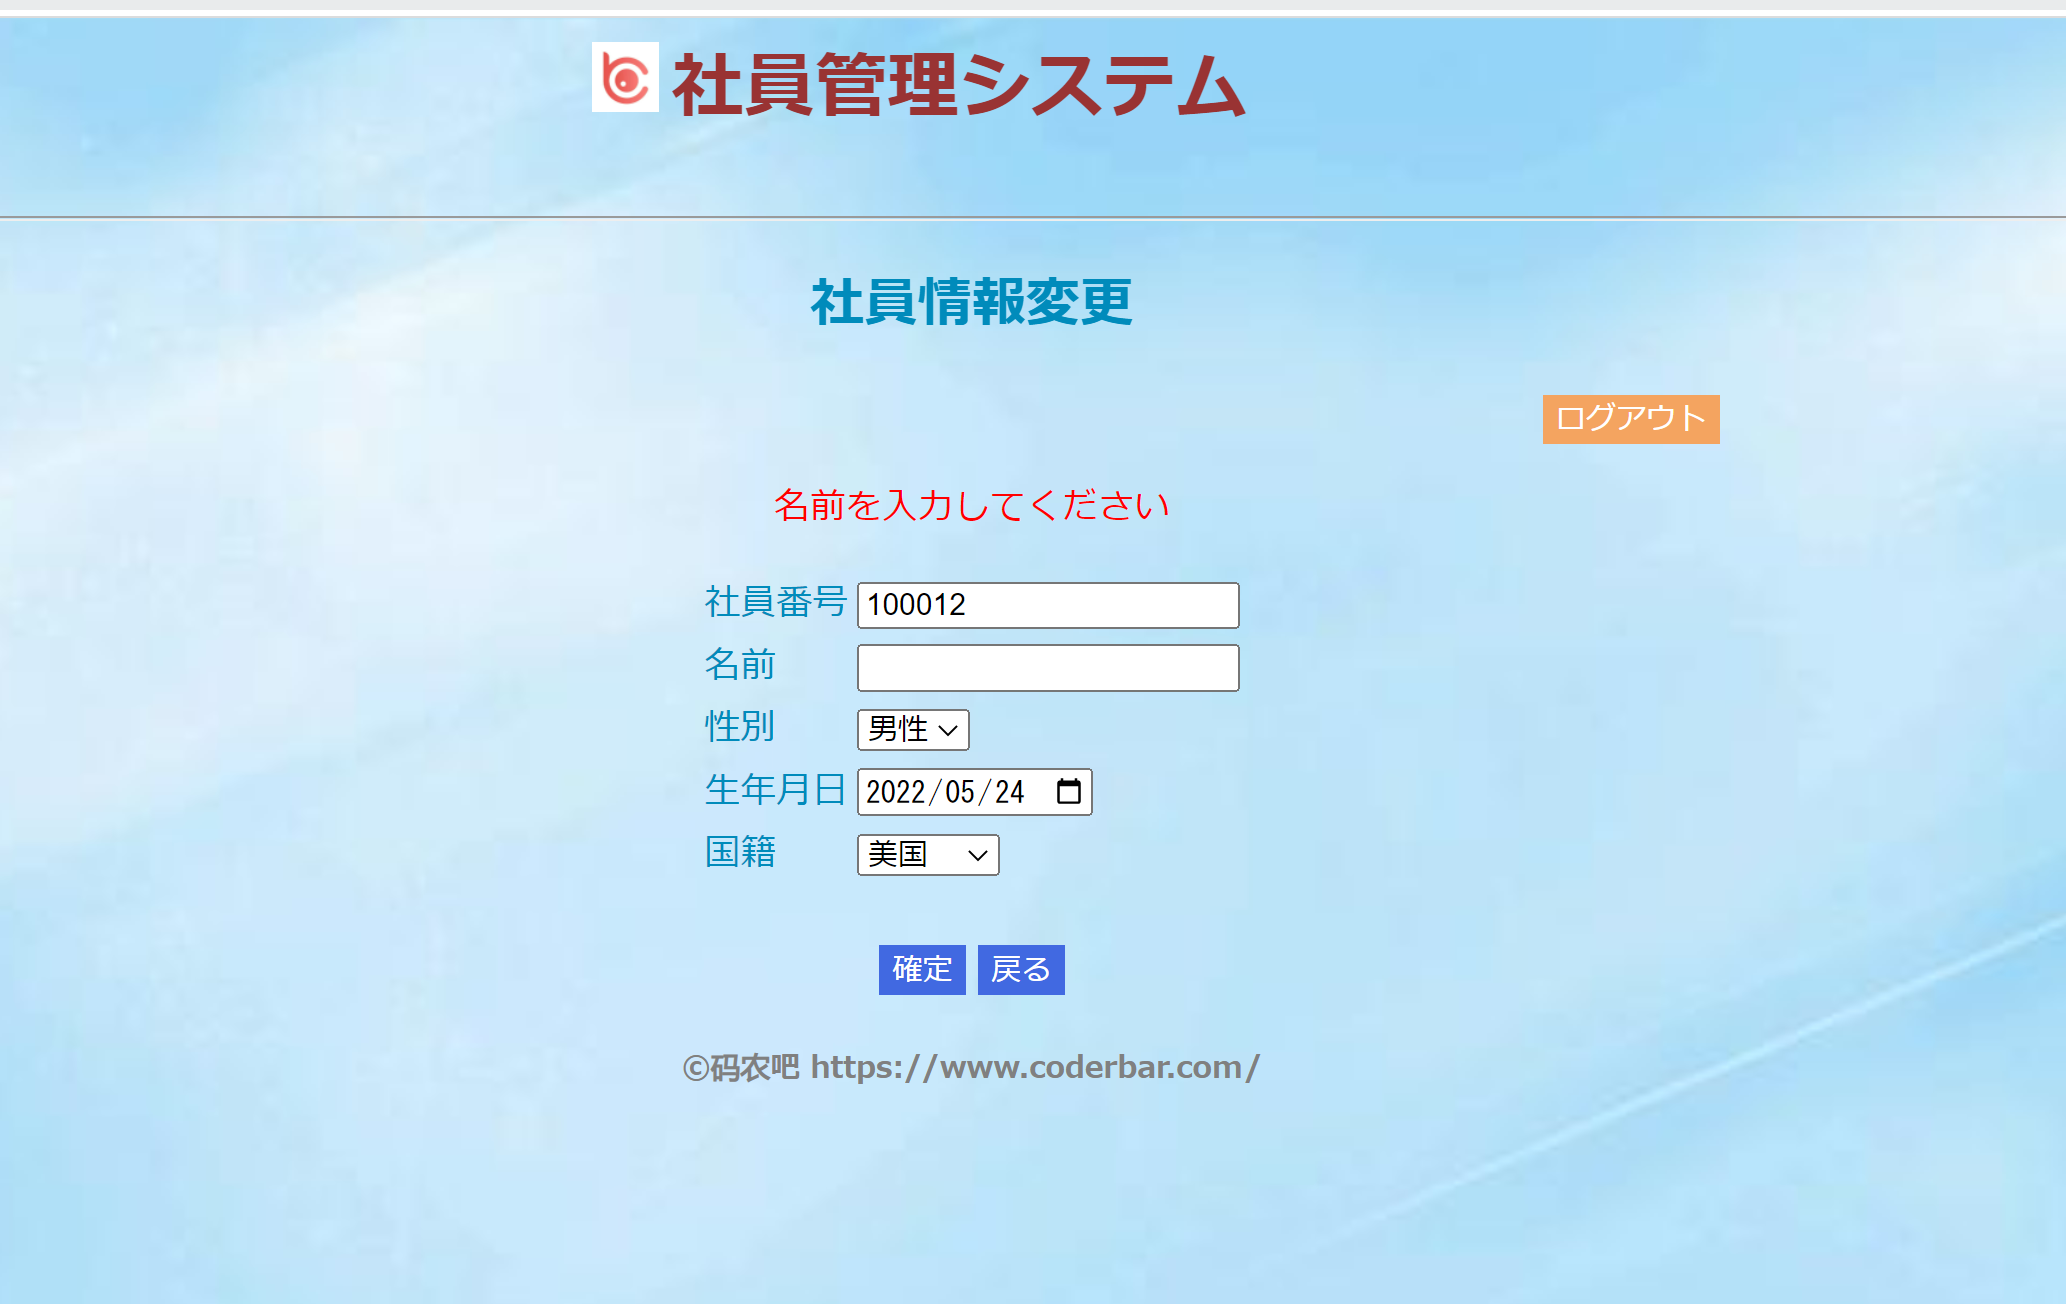 社員管理システム
社員情報変更
ログアウト
名前を入力してください
社員番号 100012
名前
性別 男性
生年月日 2022/05/24
国籍 美国
確定 戻る
©码农吧 https://www.coderbar.com/